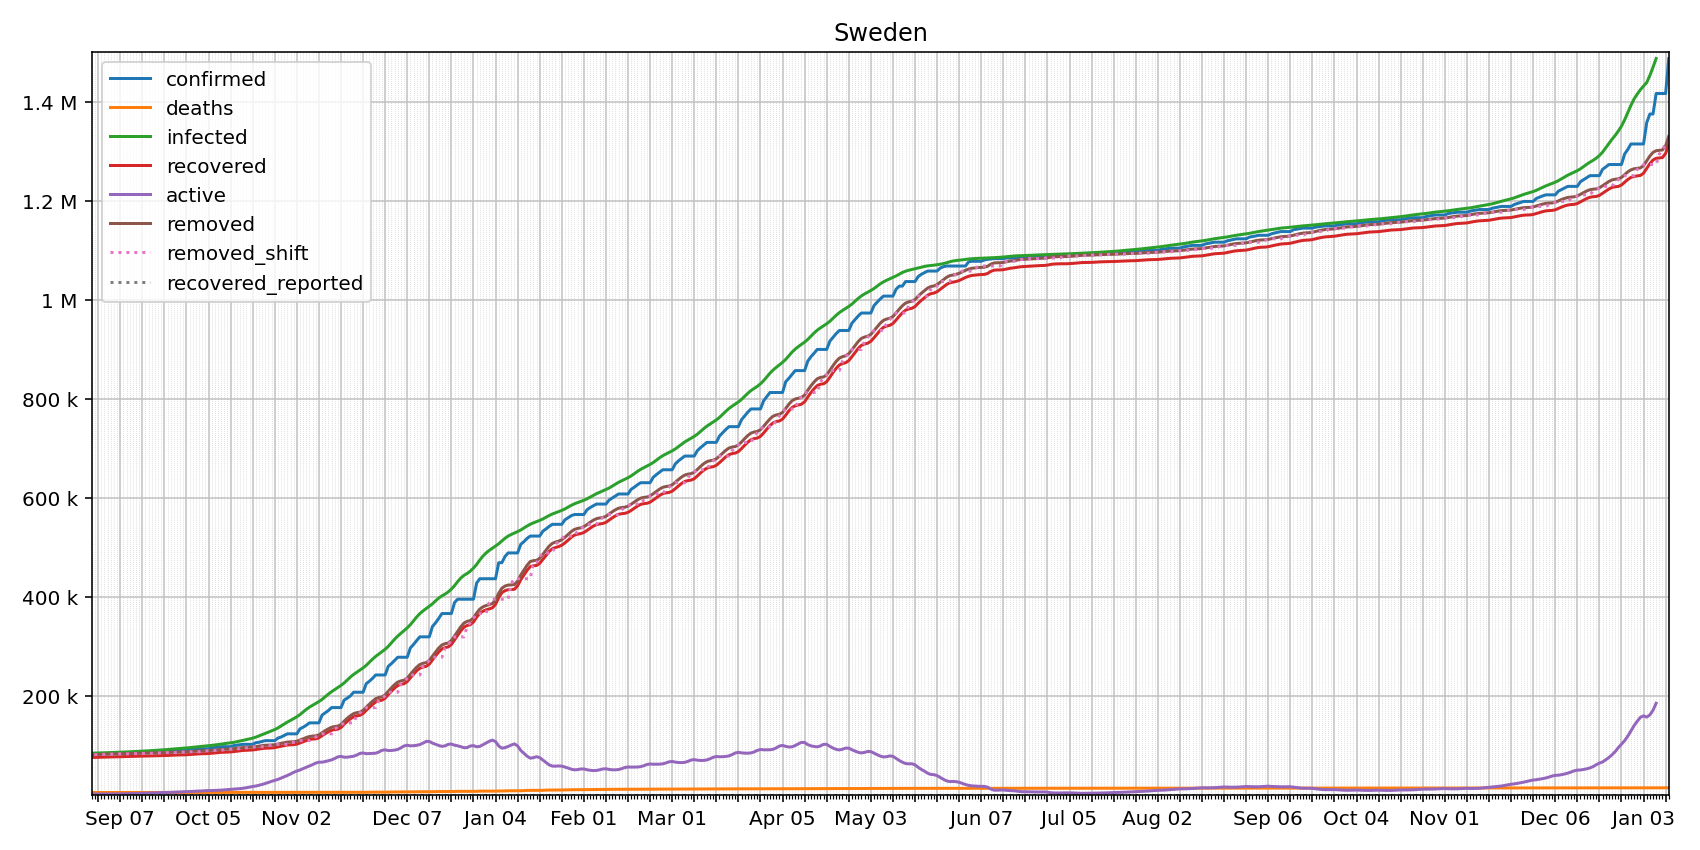 Sweden
confirmed
deaths
infected
recovered
active
removed
removed_shift
recovered_reported
1.4 M
1.2 M
1 M
800 k
600 k
400 k
200 k
Sep 07 Oct 05 Nov 02 Dec 07 Jan 04 Feb 01 Mar 01 Apr 05 May 03 Jun 07 Jul 05 Aug 02 Sep 06 Oct 04 Nov 01 Dec 06 Jan 03